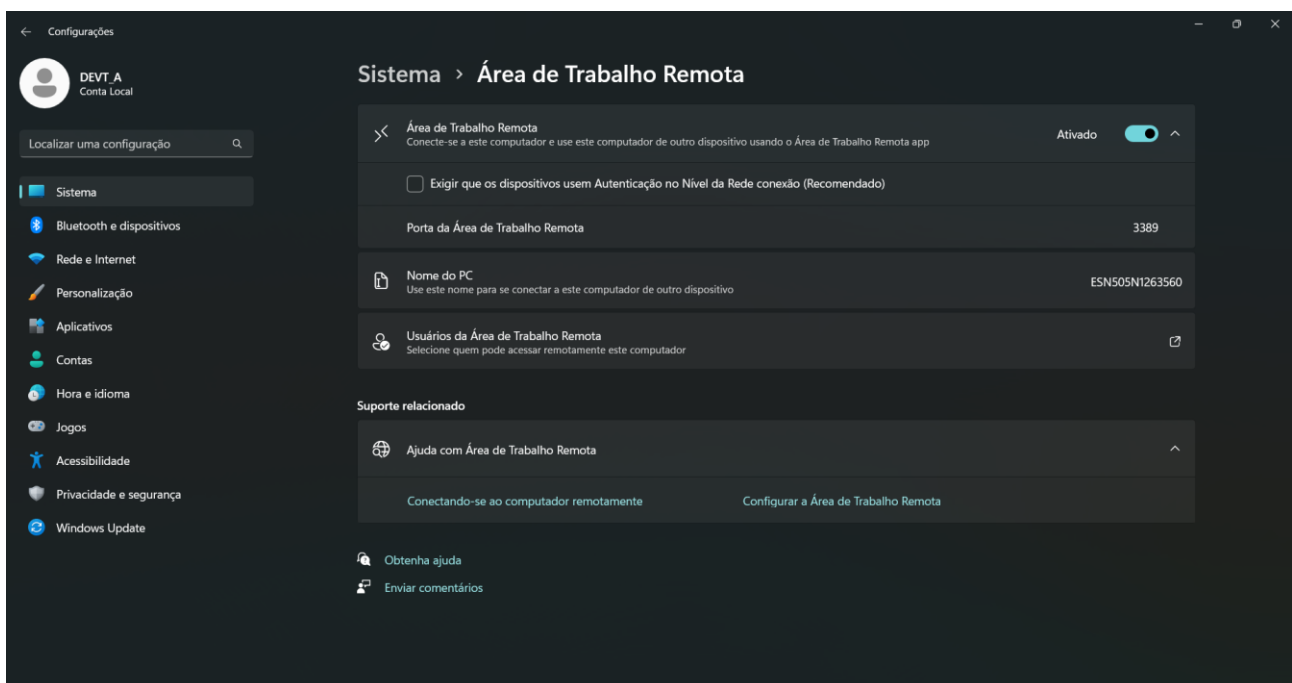 Configurações
DEVT_A
Conta Local
Localizar uma configuração
Sistema
Bluetooth e dispositivos
Rede e Internet
Personalização
Aplicativos
Contas
Hora e idioma
Jogos
Acessibilidade
Privacidade e segurança
Windows Update
Sistema > Área de Trabalho Remota
Área de Trabalho Remota
Conecte-se a este computador e use este computador de outro dispositivo usando o Área de Trabalho Remota app
Ativado
Exigir que os dispositivos usem Autenticação no Nível da Rede conexão (Recomendado)
Porta da Área de Trabalho Remota
3389
Nome do PC
Use este nome para se conectar a este computador de outro dispositivo
ESN505N1263560
Usuários da Área de Trabalho Remota
Selecione quem pode acessar remotamente este computador
Suporte relacionado
Ajuda com Área de Trabalho Remota
Conectando-se ao computador remotamente
Configurar a Área de Trabalho Remota
Obtenha ajuda
Enviar comentários